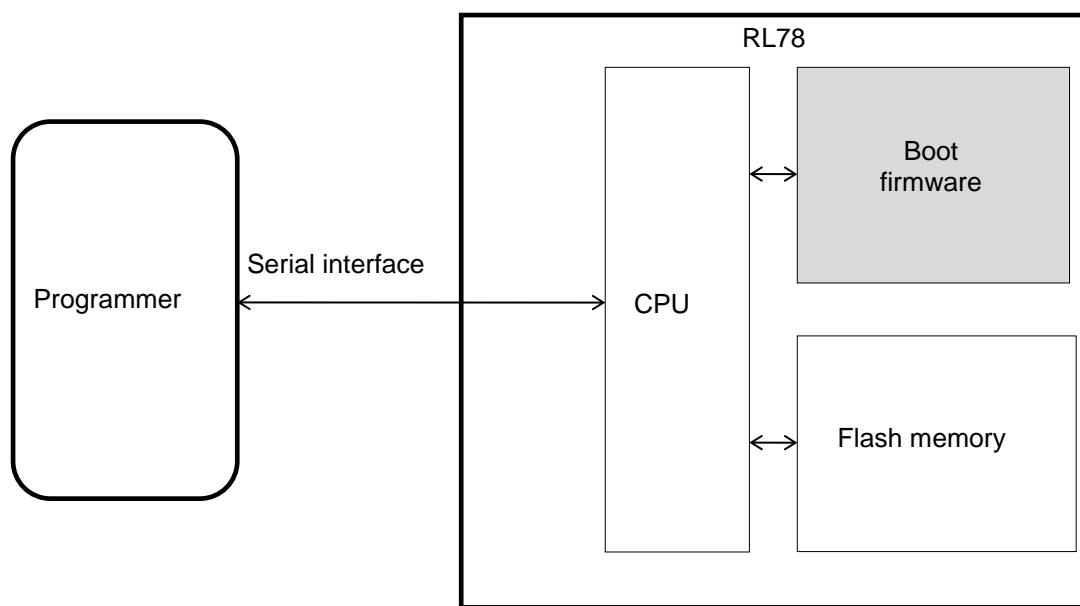 RL78
Boot
firmware
Serial interface
Programmer
CPU
Flash memory